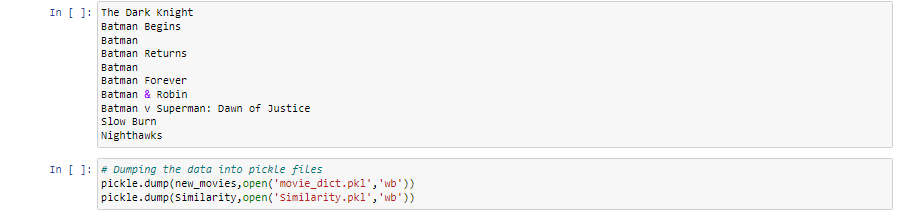 In [ ]: The Dark Knight
Batman Begins
Batman
Batman Returns
Batman
Batman Forever
Batman & Robin
Batman v Superman: Dawn of Justice
Slow Burn
Nighthawks
In [ ]: # Dumping the data into pickle files
pickle.dump(new_movies,open('movie_dict.pkl','wb'))
pickle.dump(Similarity,open('Similarity.pkl','wb'))